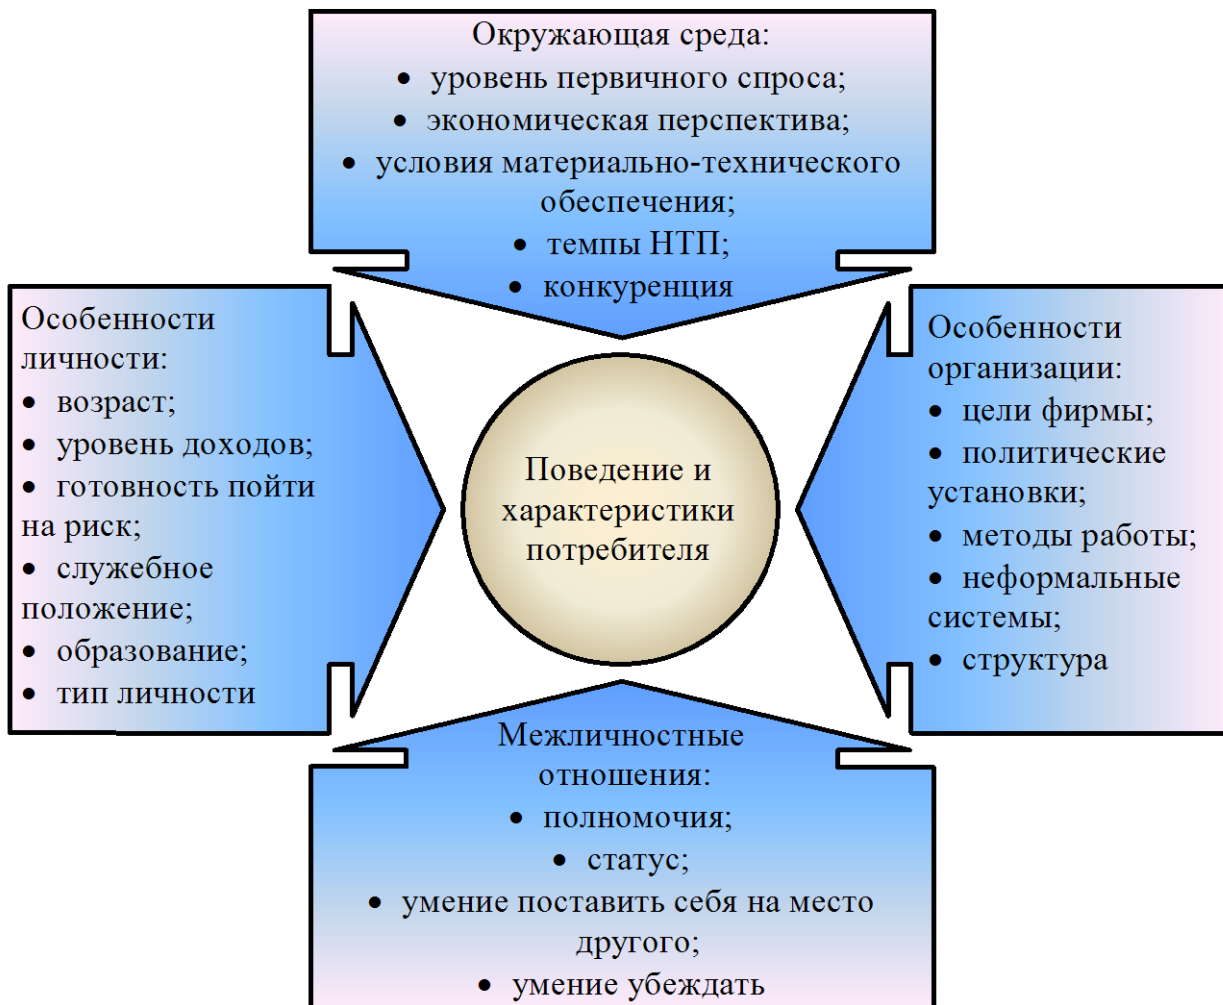 Окружающая среда:
• уровень первичного спроса;
• экономическая перспектива;
• условия материально-технического
обеспечения;
• темпы НТП;
• конкуренция
Особенности
личности:
• возраст;
• уровень доходов;
• готовность пойти
на риск;
• служебное
положение;
• образование;
• тип личности
Поведение и
характеристики
потребителя
Особенности
организации:
• цели фирмы;
• политические
установки;
• методы работы;
• неформальные
системы;
• структура
Межличностные
отношения:
• полномочия;
• статус;
• умение поставить себя на место
другого;
• умение убеждать